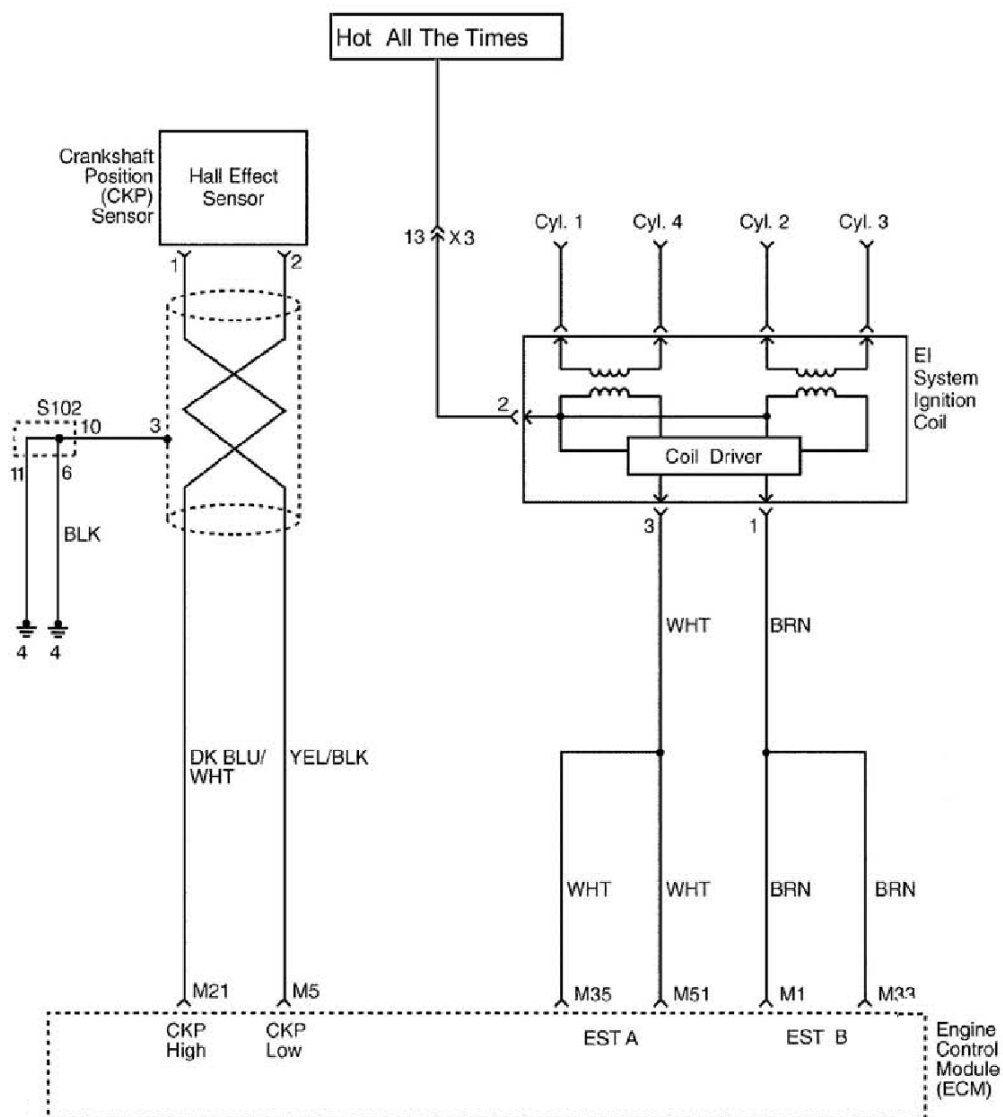 Hot All The Times
Crankshaft
Position
(CKP)
Sensor
Hall Effect
Sensor
1
2
13
X3
Cyl. 1
Cyl. 4
Cyl. 2
Cyl. 3
EI
System
Ignition
Coil
2
Coil Driver
3
1
S102
10
3
11
6
BLK
4
4
WHT
BRN
DK BLU/
WHT
YEL/BLK
WHT
WHT
BRN
BRN
M21
M5
M35
M51
M1
M33
CKP
High
CKP
Low
EST A
EST B
Engine
Control
Module
(ECM)